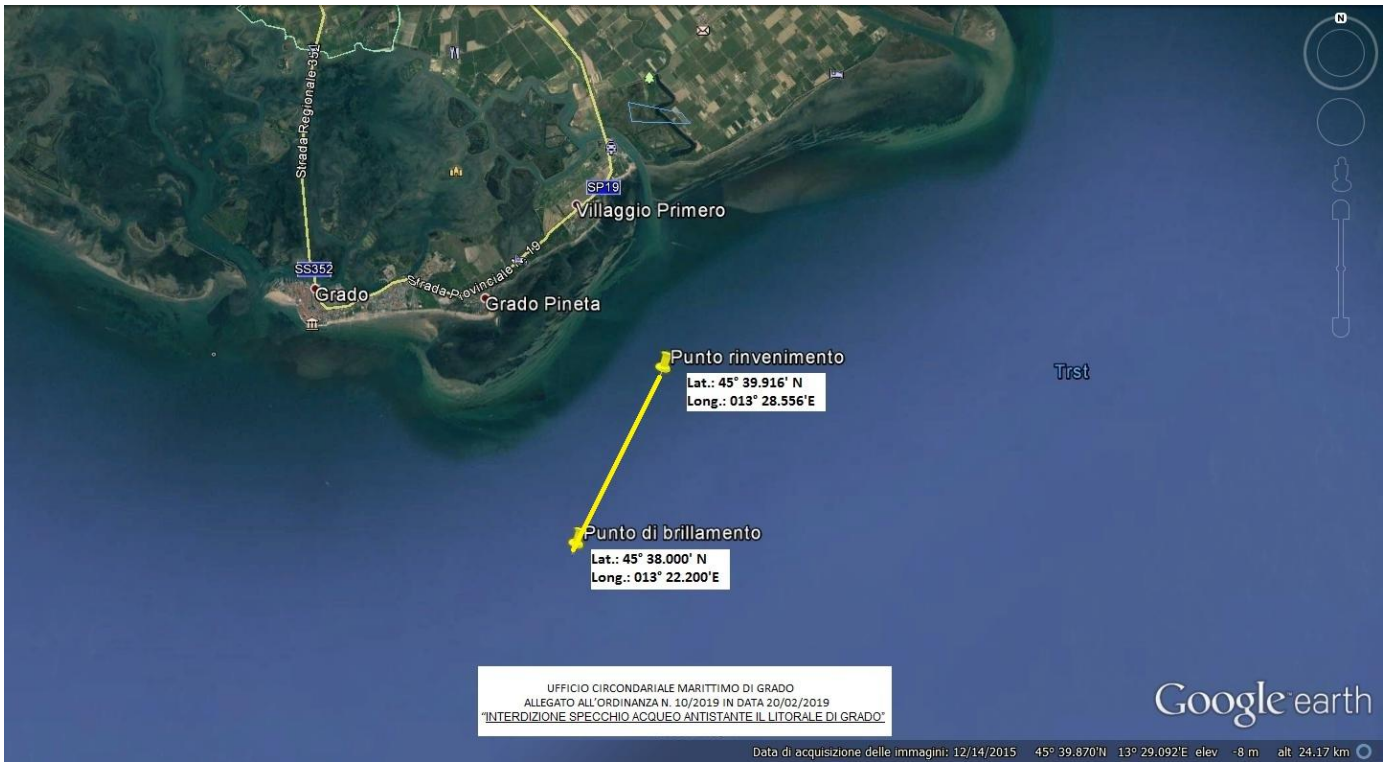 N
Strada Regionale 352
SP19
Villaggio Primero
SS352
Grado
Strada Provinciale N. 19
Grado Pineta
Punto rinvenimento
Lat.: 45° 39.916' N
Long.: 013° 28.556'E
Trst
Punto di brillamento
Lat.: 45° 38.000' N
Long.: 013° 22.200'E
UFFICIO CIRCONDARIALE MARITTIMO DI GRADO
ALLEGATO ALL'ORDINANZA N. 10/2019 IN DATA 20/02/2019
"INTERDIZIONE SPECCHIO ACQUEO ANTISTANTE IL LITORALE DI GRADO"
Google earth
Data di acquisizione delle immagini: 12/14/2015 45° 39.870'N 13° 29.092'E elev -8 m alt 24.17 km